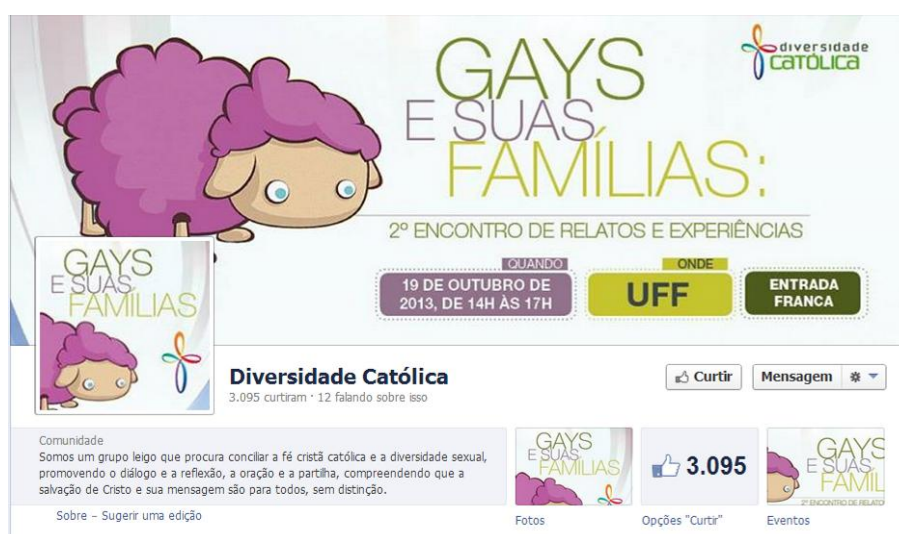 diversidade
CATÓLICA
GAYS
E SUAS
FAMÍLIAS:
2º ENCONTRO DE RELATOS E EXPERIÊNCIAS
QUANDO
19 DE OUTUBRO DE
2013, DE 14H ÀS 17H
ONDE
UFF
ENTRADA
FRANCA
GAYS
E SUAS
FAMÍLIAS
Diversidade Católica
3.095 curtiram · 12 falando sobre isso
Curtir
Mensagem
Comunidade
Somos um grupo leigo que procura conciliar a fé cristã católica e a diversidade sexual,
promovendo o diálogo e a reflexão, a oração e a partilha, compreendendo que a
salvação de Cristo e sua mensagem são para todos, sem distinção.
Sobre – Sugerir uma edição
GAYS
E SUAS
FAMÍLIAS
Fotos
3.095
Opções "Curtir"
GAYS
E SUAS
FAMÍL
2º ENCONTRO DE RELATO
Eventos